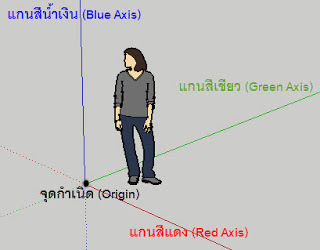 แกนสีน้ำเงิน (Blue Axis)
แกนสีเขียว (Green Axis)
จุดกำเนิด (Origin)
แกนสีแดง (Red Axis)